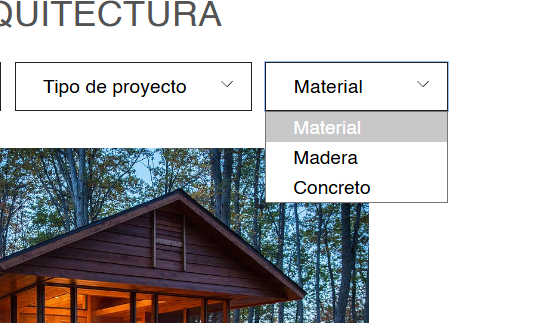 QUITECTURA
Tipo de proyecto
Material
Material
Madera
Concreto